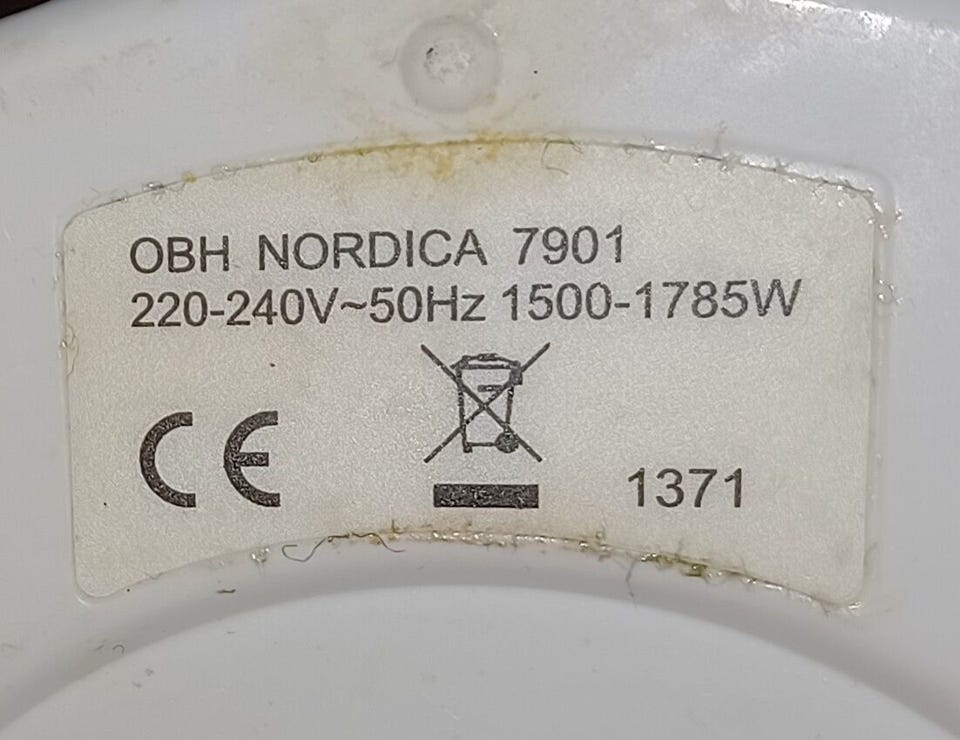 OBH NORDICA 7901
220-240V~50Hz 1500-1785W
CE
1371